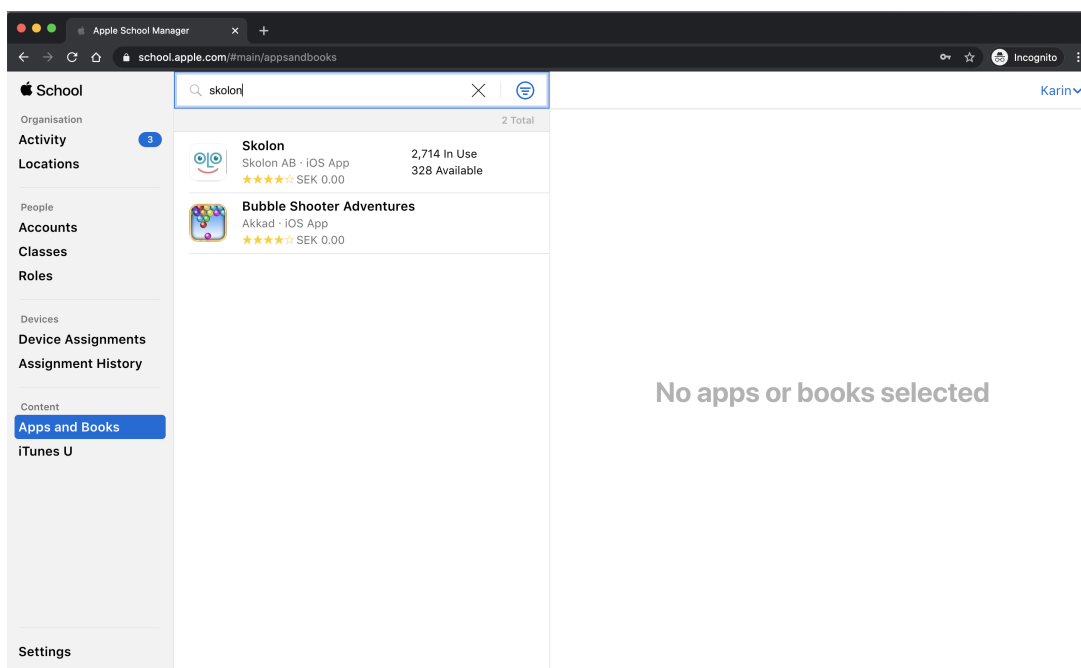 Apple School Manager
school.apple.com/#main/appsandbooks
Incognito
School
Organisation
Activity 3
Locations
People
Accounts
Classes
Roles
Devices
Device Assignments
Assignment History
Content
Apps and Books
iTunes U
Settings
skolon
2 Total
Skolon
Skolon AB · iOS App
SEK 0.00
2,714 In Use
328 Available
Bubble Shooter Adventures
Akkad · iOS App
SEK 0.00
Karin
No apps or books selected